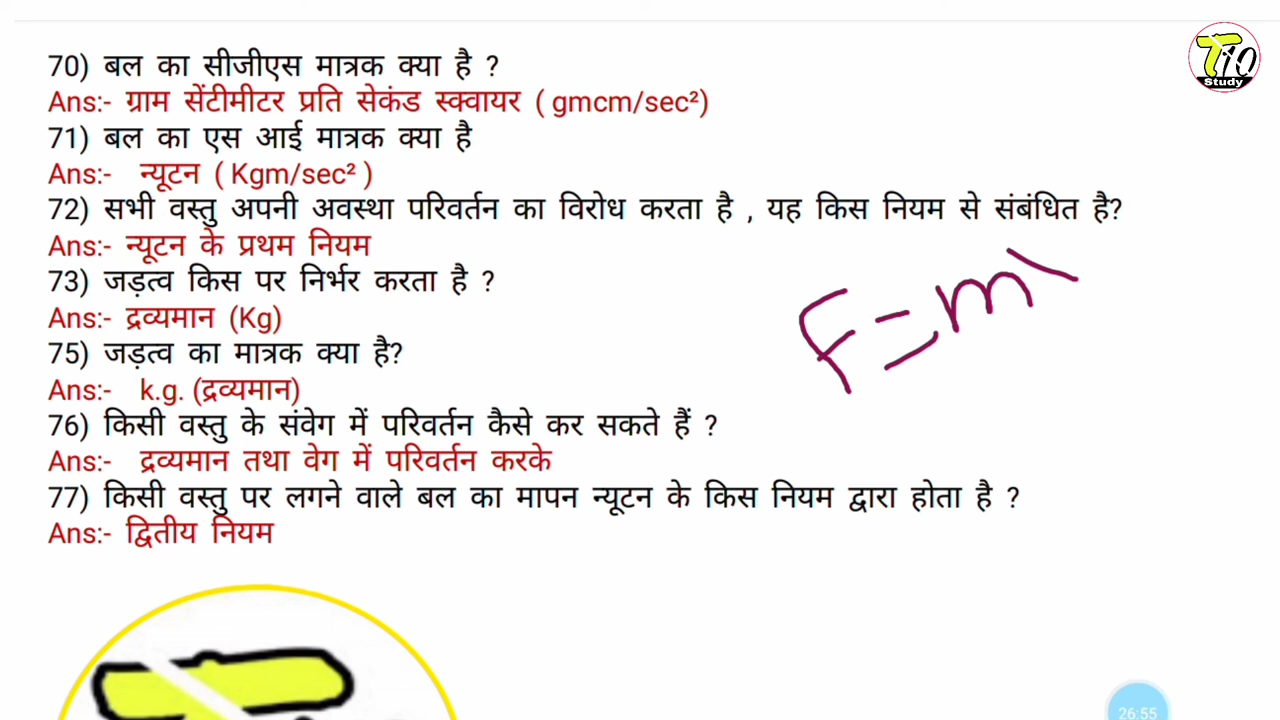 70) बल का सीजीएस मात्रक क्या है ?
Ans:- ग्राम सेंटीमीटर प्रति सेकंड स्क्वायर ( gmcm/sec²)
71) बल का एस आई मात्रक क्या है
Ans:- न्यूटन ( Kgm/sec² )
72) सभी वस्तु अपनी अवस्था परिवर्तन का विरोध करता है , यह किस नियम से संबंधित है?
Ans:- न्यूटन के प्रथम नियम
73) जड़त्व किस पर निर्भर करता है ?
Ans:- द्रव्यमान (Kg)
75) जड़त्व का मात्रक क्या है?
Ans:- k.g. (द्रव्यमान)
76) किसी वस्तु के संवेग में परिवर्तन कैसे कर सकते हैं ?
Ans:- द्रव्यमान तथा वेग में परिवर्तन करके
77) किसी वस्तु पर लगने वाले बल का मापन न्यूटन के किस नियम द्वारा होता है ?
Ans:- द्वितीय नियम
F=m
T10
Study
26:55